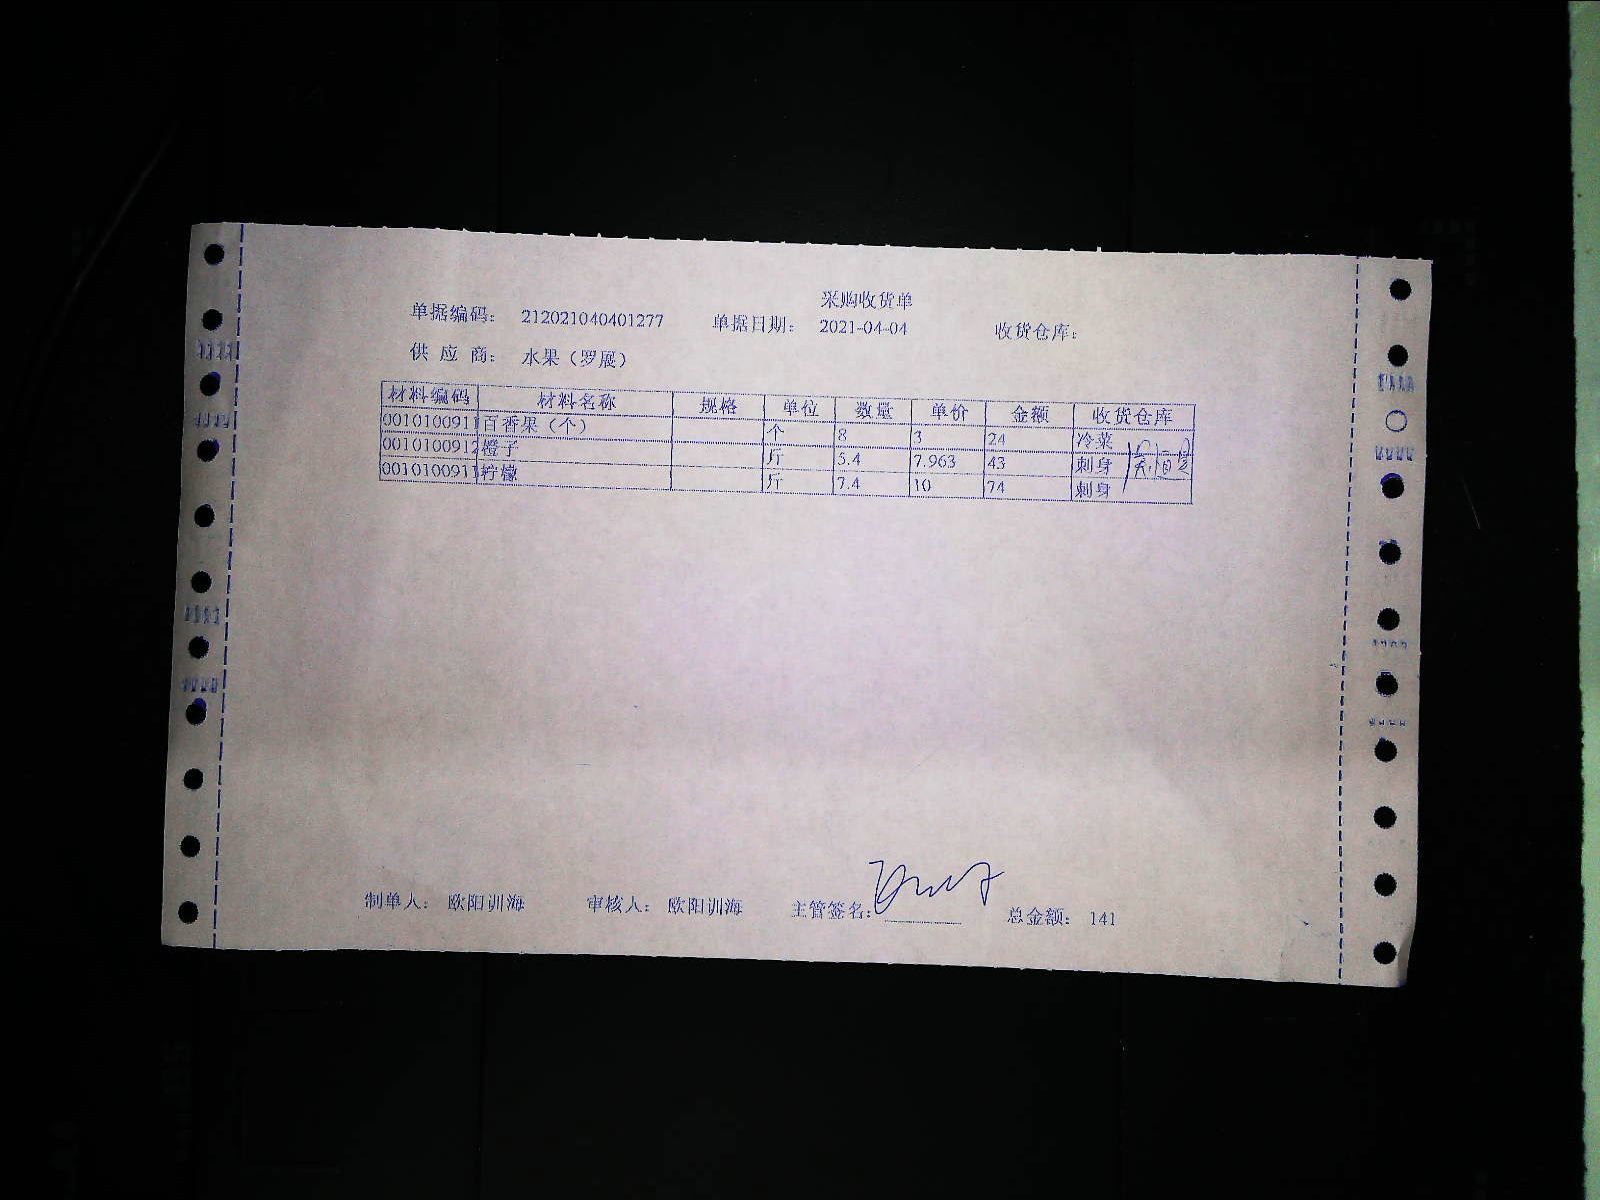 采购收货单
单据编码: 212021040401277 单据日期: 2021-04-04 收货仓库:
供 应 商: 水果（罗展）
材料编码 材料名称 规格 单位 数量 单价 金额 收货仓库
0010100911 百香果（个） 个 8 3 24 冷菜
0010100912 橙子 斤 5.4 7.963 43 刺身
0010100911 柠檬 斤 7.4 10 74 刺身
制单人: 欧阳训海 审核人: 欧阳训海 主管签名: 总金额: 141